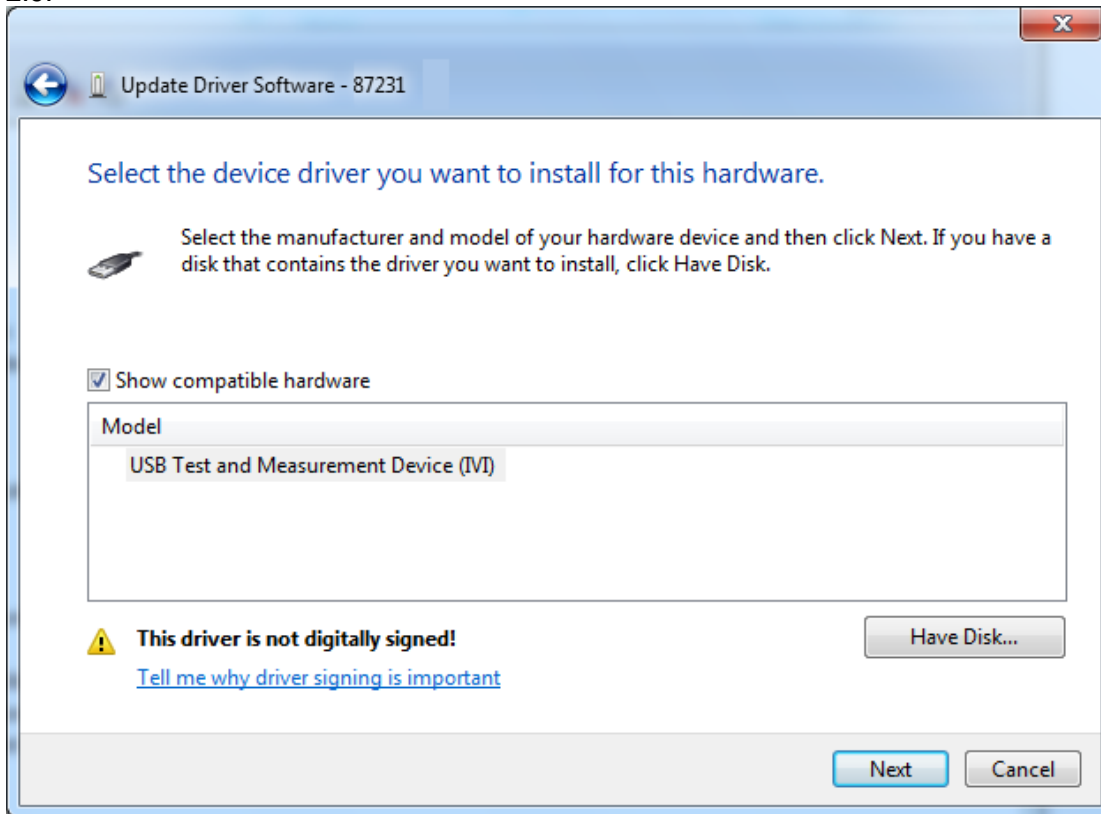 Update Driver Software - 87231
Select the device driver you want to install for this hardware.
Select the manufacturer and model of your hardware device and then click Next. If you have a
disk that contains the driver you want to install, click Have Disk.
Show compatible hardware
Model
USB Test and Measurement Device (IVI)
This driver is not digitally signed!
Have Disk...
Tell me why driver signing is important
Next
Cancel